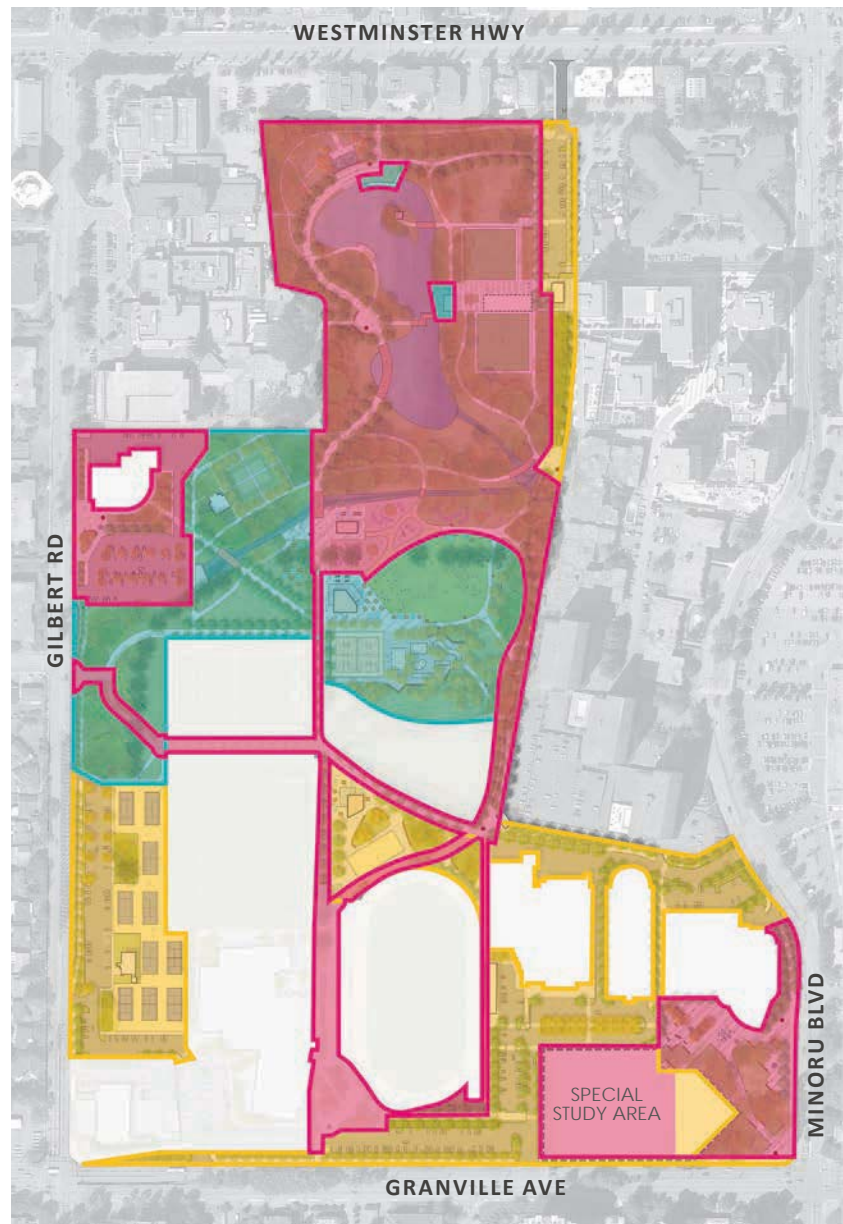 WESTMINSTER HWY
GILBERT RD
MINORU BLVD
SPECIAL
STUDY AREA
GRANVILLE AVE